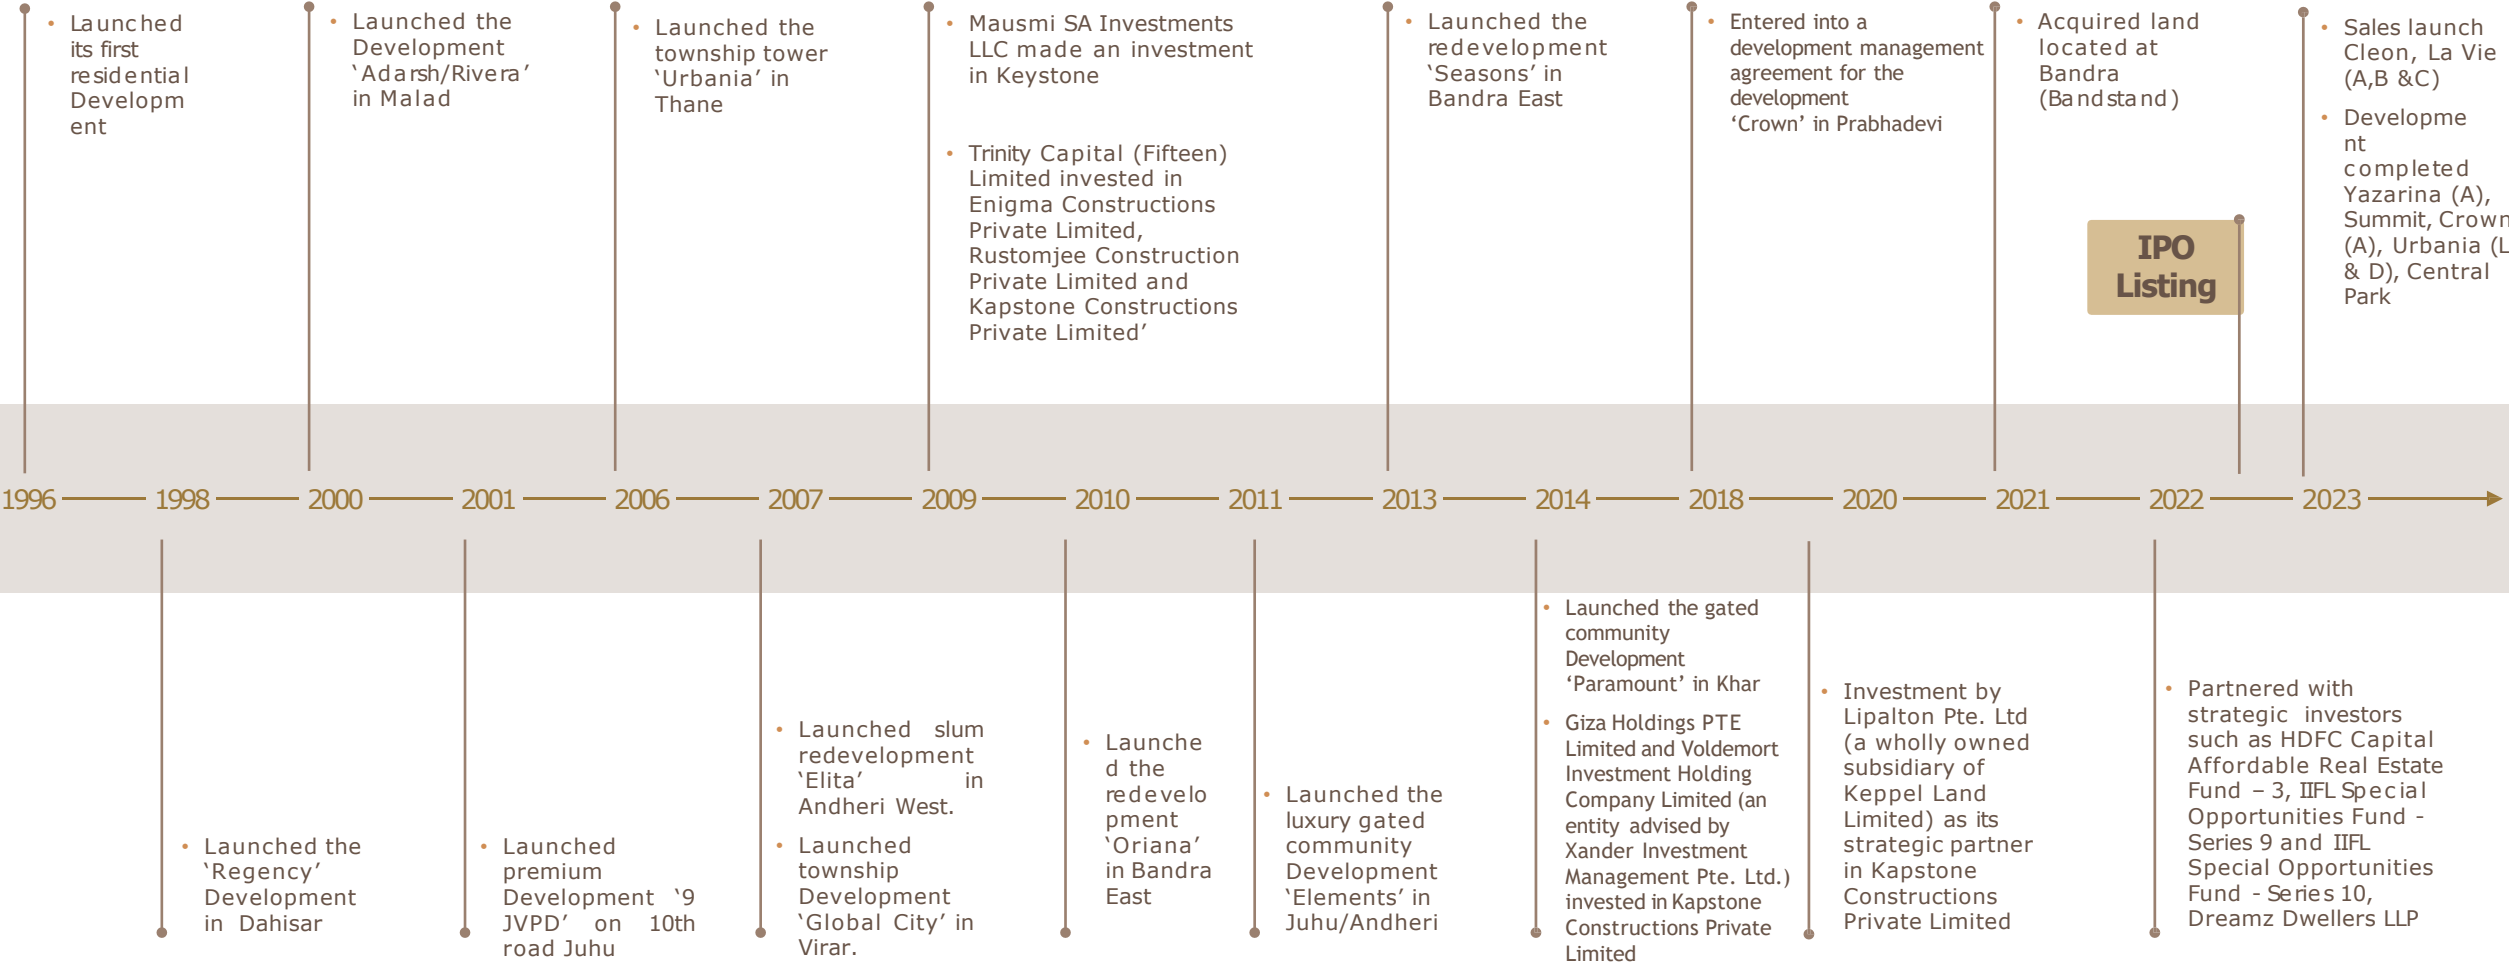 • Launched
its first
residential
Developm
ent
• Launched the
Development
‘Adarsh/Rivera’
in Malad
• Launched the
township tower
‘Urbania’ in
Thane
• Mausmi SA Investments
LLC made an investment
in Keystone
• Trinity Capital (Fifteen)
Limited invested in
Enigma Constructions
Private Limited,
Rustomjee Construction
Private Limited and
Kapstone Constructions
Private Limited’
• Launched the
redevelopment
‘Seasons’ in
Bandra East
• Entered into a
development management
agreement for the
development
‘Crown’ in Prabhadevi
• Acquired land
located at
Bandra
(Bandstand)
IPO
Listing
• Sales launch
Cleon, La Vie
(A,B &C)
• Developme
nt
completed
Yazarina (A),
Summit, Crown
(A), Urbania (L
& D), Central
Park
1996 1998 2000 2001 2006 2007 2009 2010 2011 2013 2014 2018 2020 2021 2022 2023
• Launched the
‘Regency’
Development
in Dahisar
• Launched
premium
Development ‘9
JVPD’ on 10th
road Juhu
• Launched slum
redevelopment
‘Elita’ in
Andheri West.
• Launched
township
Development
‘Global City’ in
Virar.
• Launche
d the
redevelo
pment
‘Oriana’
in Bandra
East
• Launched the
luxury gated
community
Development
‘Elements’ in
Juhu/Andheri
• Launched the gated
community
Development
‘Paramount’ in Khar
• Giza Holdings PTE
Limited and Voldemort
Investment Holding
Company Limited (an
entity advised by
Xander Investment
Management Pte. Ltd.)
invested in Kapstone
Constructions Private
Limited
• Investment by
Lipalton Pte. Ltd
(a wholly owned
subsidiary of
Keppel Land
Limited) as its
strategic partner
in Kapstone
Constructions
Private Limited
• Partnered with
strategic investors
such as HDFC Capital
Affordable Real Estate
Fund – 3, IIFL Special
Opportunities Fund -
Series 9 and IIFL
Special Opportunities
Fund - Series 10,
Dreamz Dwellers LLP